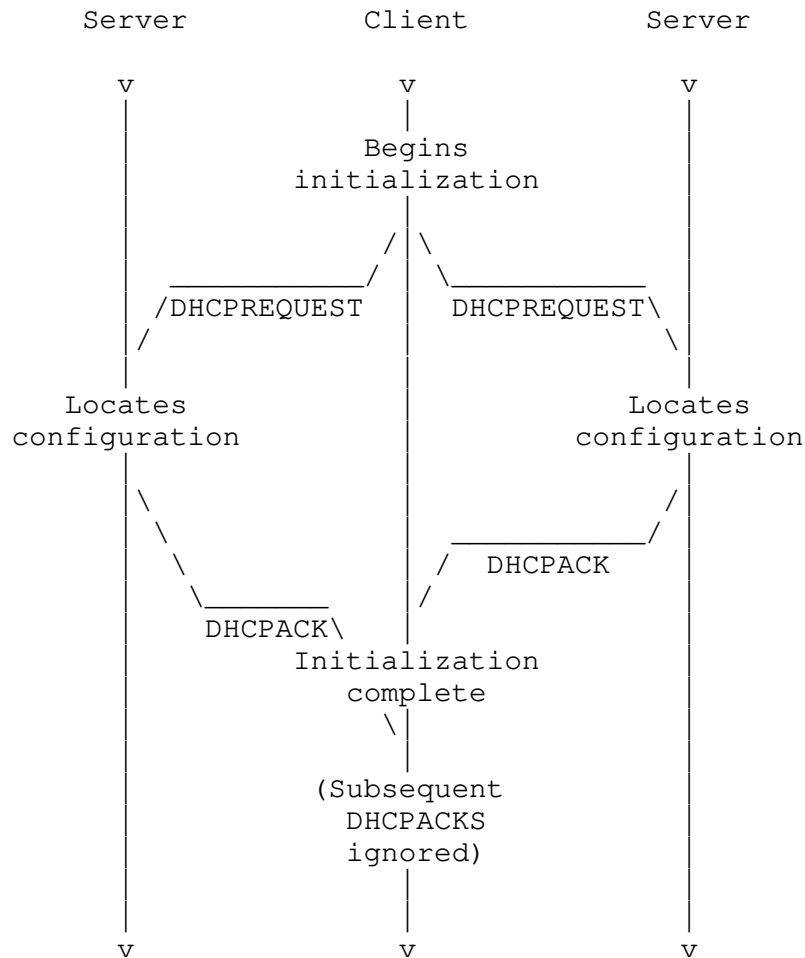 Server Client Server
v v v
Begins
initialization
DHCPREQUEST DHCPREQUEST
Locates Locates
configuration configuration
DHCPACK
DHCPACK
Initialization
complete
(Subsequent
DHCPACKS
ignored)
v v v